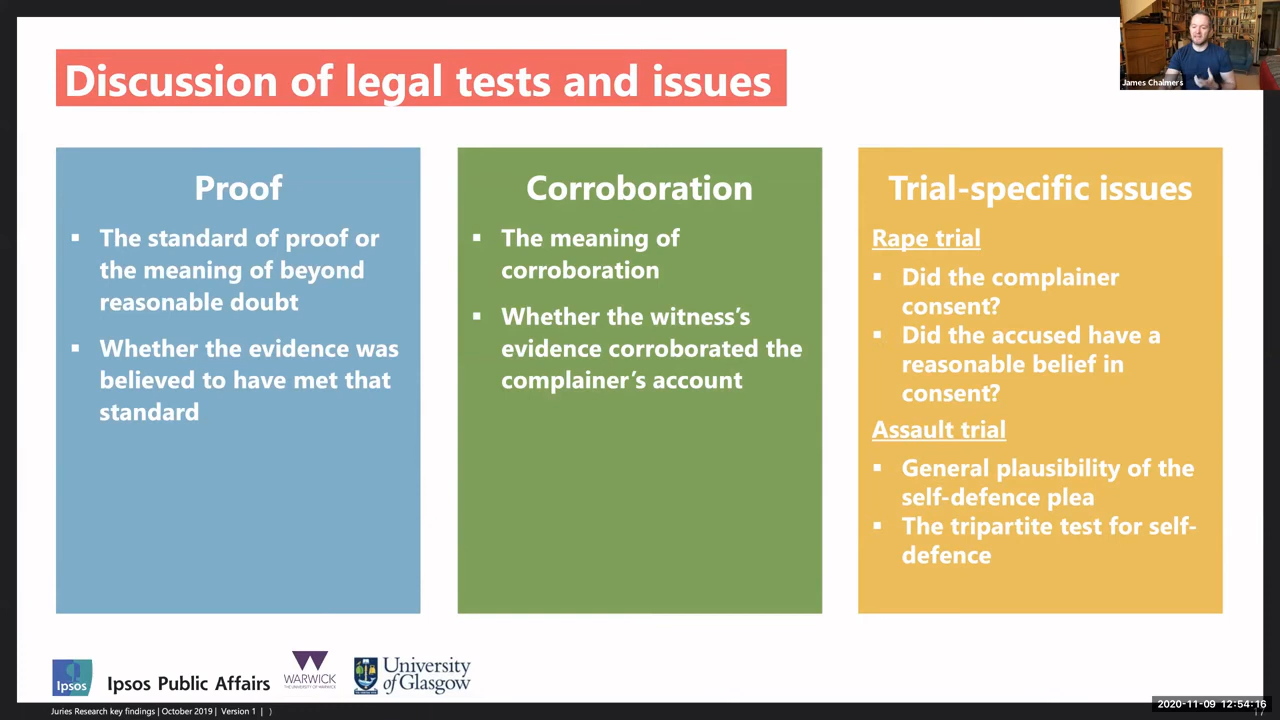 Discussion of legal tests and issues
James Chalmers
Proof
▪ The standard of proof or
the meaning of beyond
reasonable doubt
▪ Whether the evidence was
believed to have met that
standard
Corroboration
▪ The meaning of
corroboration
▪ Whether the witness’s
evidence corroborated the
complainer’s account
Trial-specific issues
Rape trial
▪ Did the complainer
consent?
▪ Did the accused have a
reasonable belief in
consent?
Assault trial
▪ General plausibility of the
self-defence plea
▪ The tripartite test for self-
defence
Ipsos
Ipsos Public Affairs
WARWICK
THE UNIVERSITY OF WARWICK
University
of Glasgow
Juries Research key findings | October 2019 | Version 1 | )
2020-11-09 12:54:16